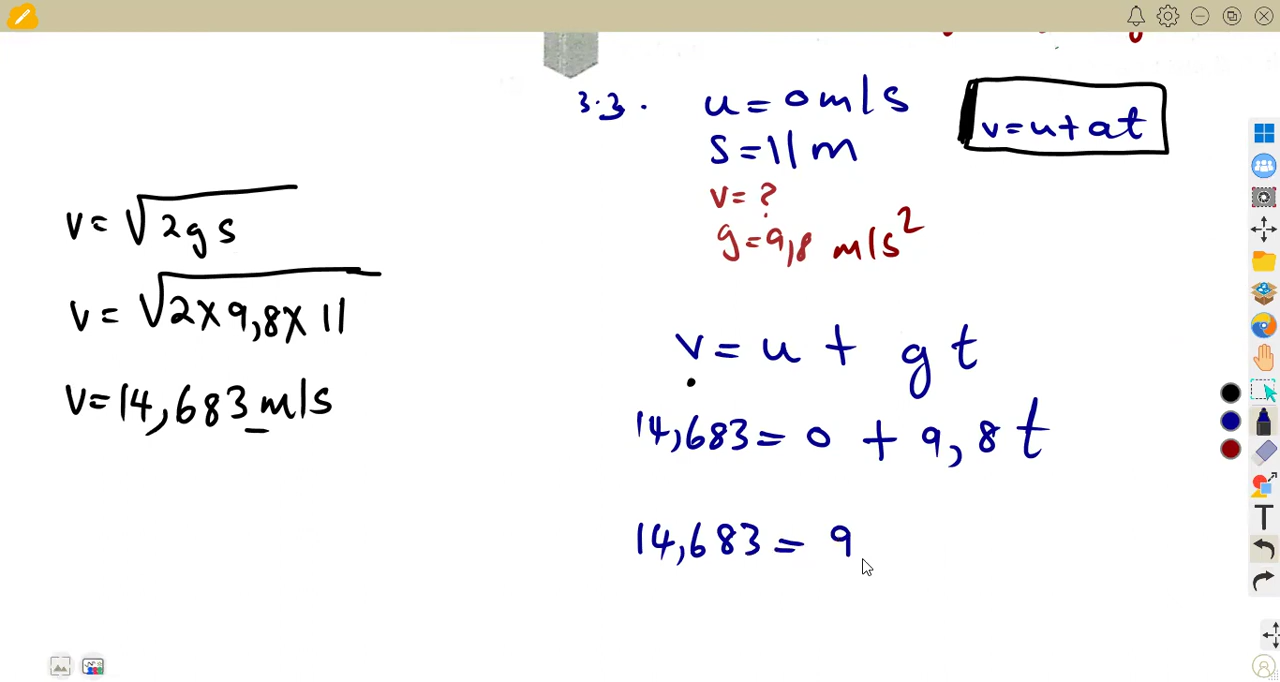 3.3. u = 0 m/s
v = u + at
s = 11 m
v = ?
g = 9,8 m/s²
v = √2gs
v = √2 × 9,8 × 11
v = 14,683 m/s
v = u + gt
14,683 = 0 + 9,8t
14,683 = 9
T